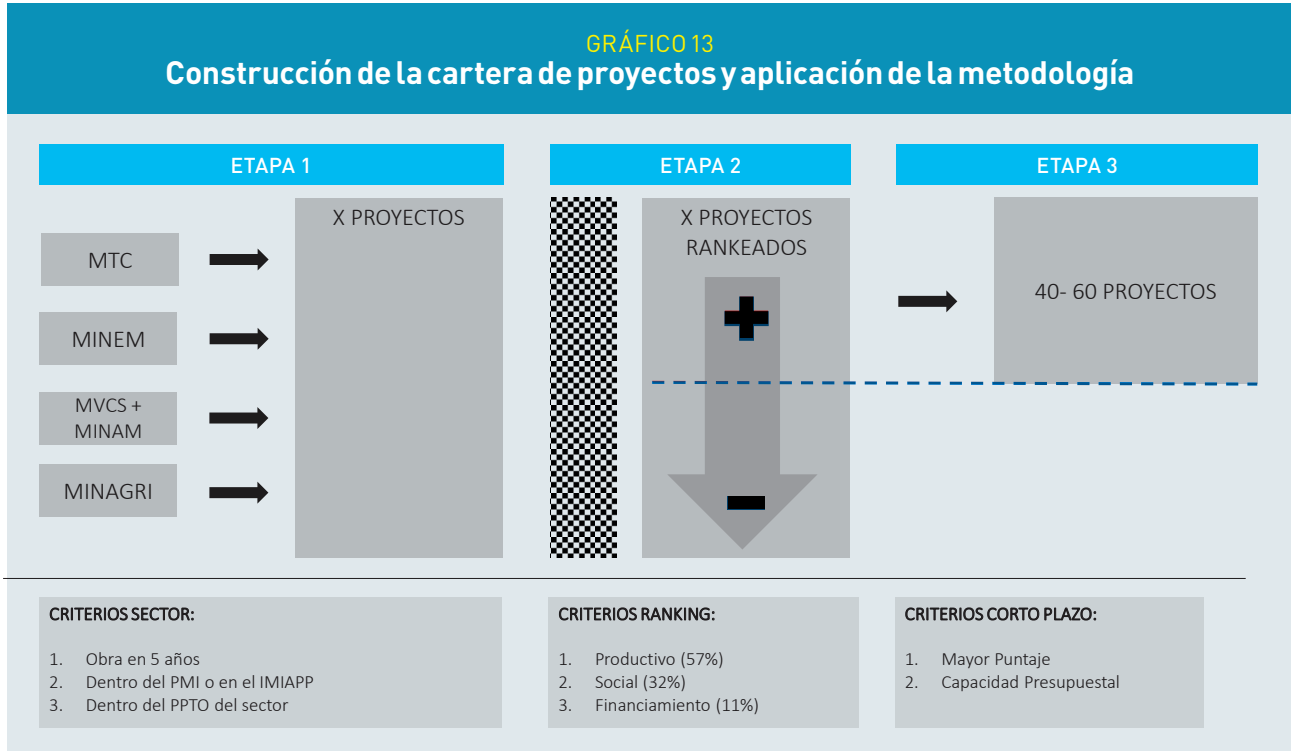 GRÁFICO 13
Construcción de la cartera de proyectos y aplicación de la metodología
ETAPA 1
MTC
MINEM
MVCS +
MINAM
MINAGRI
X PROYECTOS
ETAPA 2
X PROYECTOS
RANKEADOS
ETAPA 3
40- 60 PROYECTOS
CRITERIOS SECTOR:
1. Obra en 5 años
2. Dentro del PMI o en el IMIAPP
3. Dentro del PPTO del sector
CRITERIOS RANKING:
1. Productivo (57%)
2. Social (32%)
3. Financiamiento (11%)
CRITERIOS CORTO PLAZO:
1. Mayor Puntaje
2. Capacidad Presupuestal